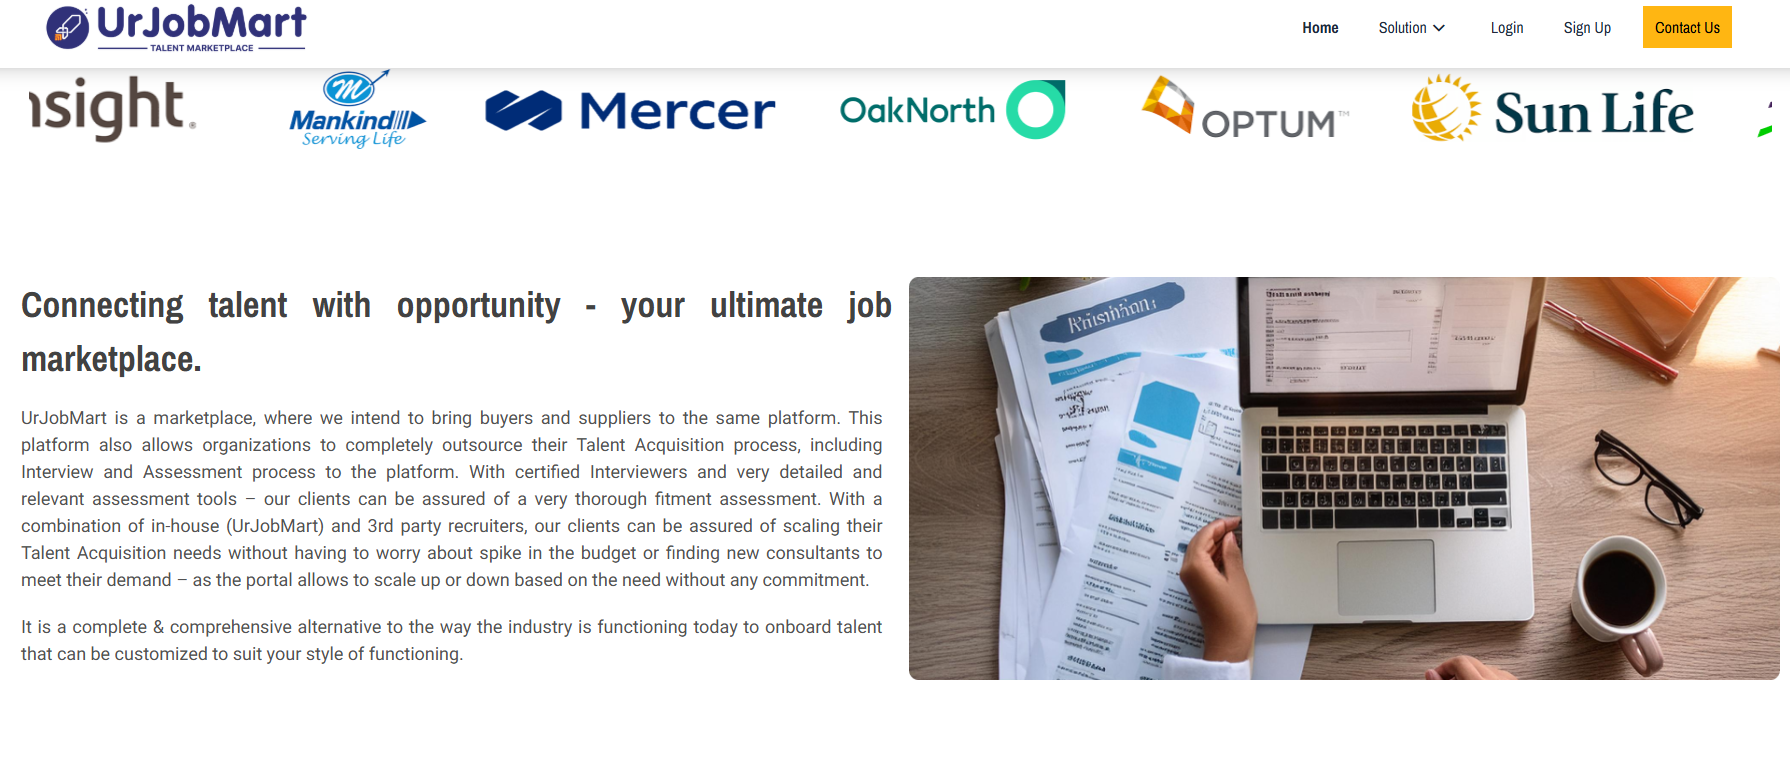 UrJobMart
TALENT MARKETPLACE
Home
Solution
Login
Sign Up
Contact Us
nsight.
m
Mankind
Serving Life
Mercer
OakNorth
OPTUM™
Sun Life
Connecting talent with opportunity - your ultimate job
marketplace.
UrJobMart is a marketplace, where we intend to bring buyers and suppliers to the same platform. This
platform also allows organizations to completely outsource their Talent Acquisition process, including
Interview and Assessment process to the platform. With certified Interviewers and very detailed and
relevant assessment tools – our clients can be assured of a very thorough fitment assessment. With a
combination of in-house (UrJobMart) and 3rd party recruiters, our clients can be assured of scaling their
Talent Acquisition needs without having to worry about spike in the budget or finding new consultants to
meet their demand – as the portal allows to scale up or down based on the need without any commitment.
It is a complete & comprehensive alternative to the way the industry is functioning today to onboard talent
that can be customized to suit your style of functioning.